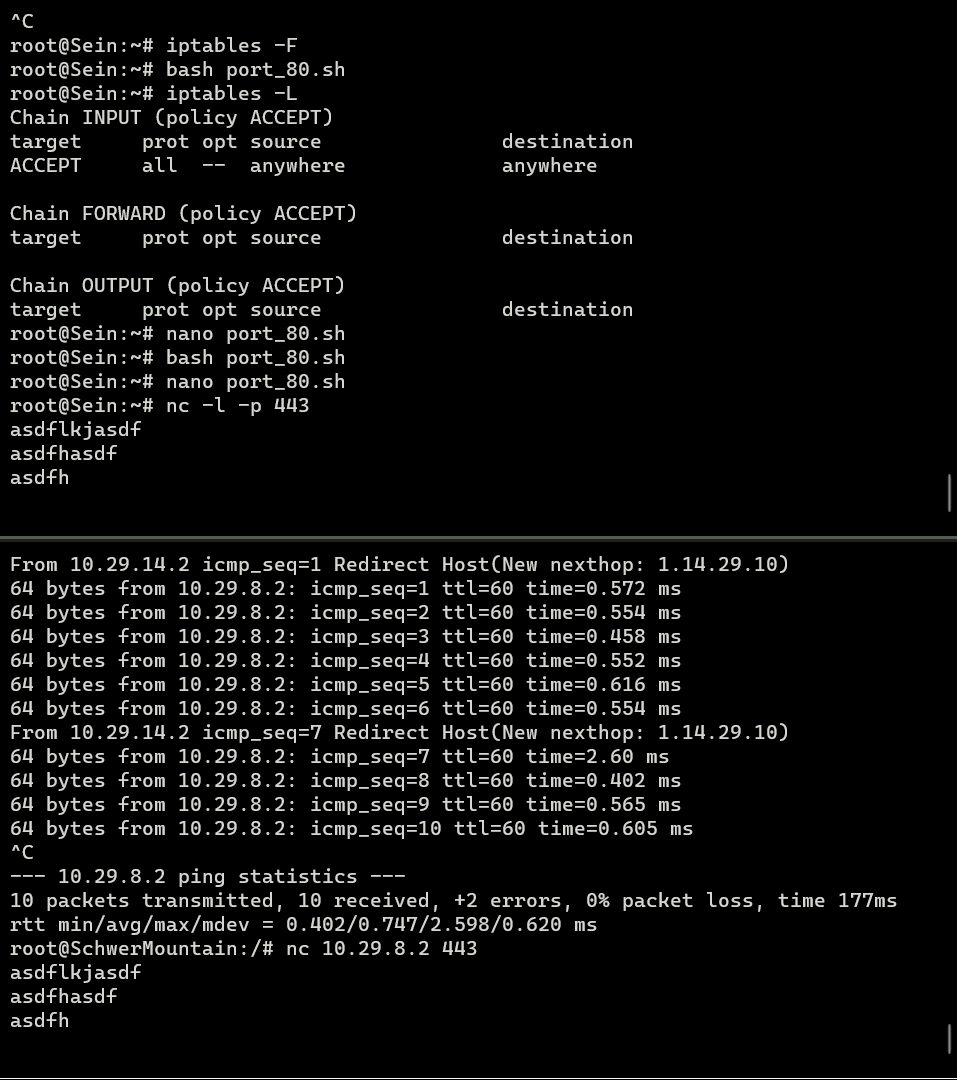 ^C
root@Sein:~# iptables -F
root@Sein:~# bash port_80.sh
root@Sein:~# iptables -L
Chain INPUT (policy ACCEPT)
target     prot opt source               destination
ACCEPT     all  --  anywhere             anywhere

Chain FORWARD (policy ACCEPT)
target     prot opt source               destination

Chain OUTPUT (policy ACCEPT)
target     prot opt source               destination
root@Sein:~# nano port_80.sh
root@Sein:~# bash port_80.sh
root@Sein:~# nano port_80.sh
root@Sein:~# nc -l -p 443
asdflkjasdf
asdfhasdf
asdfh

From 10.29.14.2 icmp_seq=1 Redirect Host(New nexthop: 1.14.29.10)
64 bytes from 10.29.8.2: icmp_seq=1 ttl=60 time=0.572 ms
64 bytes from 10.29.8.2: icmp_seq=2 ttl=60 time=0.554 ms
64 bytes from 10.29.8.2: icmp_seq=3 ttl=60 time=0.458 ms
64 bytes from 10.29.8.2: icmp_seq=4 ttl=60 time=0.552 ms
64 bytes from 10.29.8.2: icmp_seq=5 ttl=60 time=0.616 ms
64 bytes from 10.29.8.2: icmp_seq=6 ttl=60 time=0.554 ms
From 10.29.14.2 icmp_seq=7 Redirect Host(New nexthop: 1.14.29.10)
64 bytes from 10.29.8.2: icmp_seq=7 ttl=60 time=2.60 ms
64 bytes from 10.29.8.2: icmp_seq=8 ttl=60 time=0.402 ms
64 bytes from 10.29.8.2: icmp_seq=9 ttl=60 time=0.565 ms
64 bytes from 10.29.8.2: icmp_seq=10 ttl=60 time=0.605 ms
^C
--- 10.29.8.2 ping statistics ---
10 packets transmitted, 10 received, +2 errors, 0% packet loss, time 177ms
rtt min/avg/max/mdev = 0.402/0.747/2.598/0.620 ms
root@SchwerMountain:/# nc 10.29.8.2 443
asdflkjasdf
asdfhasdf
asdfh